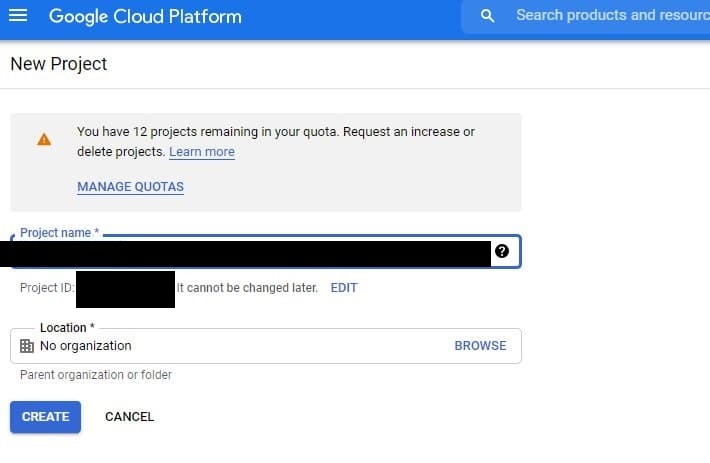 Google Cloud Platform
Search products and resourc
New Project
You have 12 projects remaining in your quota. Request an increase or
delete projects. Learn more
MANAGE QUOTAS
Project name *
Project ID: It cannot be changed later. EDIT
Location *
No organization BROWSE
Parent organization or folder
CREATE CANCEL